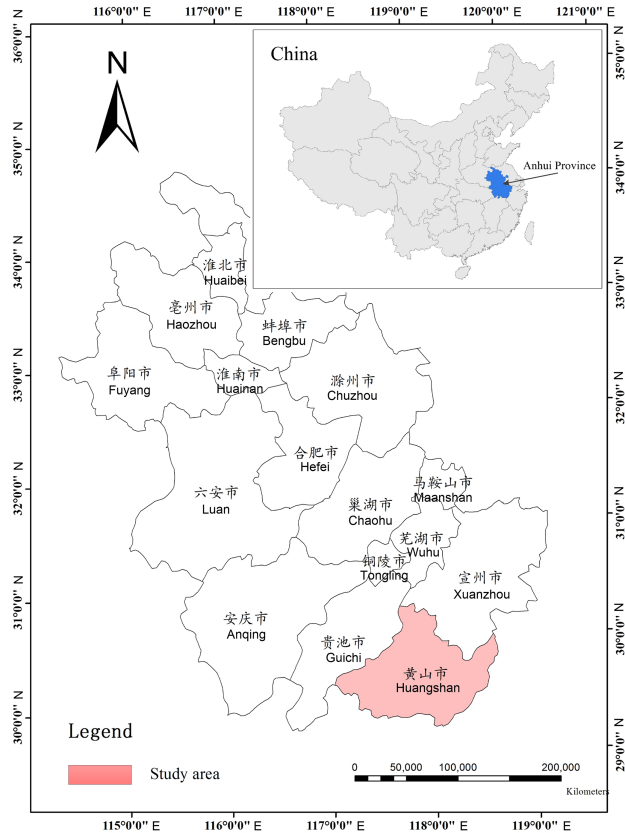 116°0'0" E 117°0'0" E 118°0'0" E 119°0'0" E 120°0'0" E 121°0'0" E
36°0'0" N
35°0'0" N
34°0'0" N
33°0'0" N
32°0'0" N
31°0'0" N
30°0'0" N
N
China
Anhui Province
35°0'0" N
34°0'0" N
33°0'0" N
32°0'0" N
31°0'0" N
30°0'0" N
29°0'0" N
淮北市
Huaibei
亳州市
Haozhou
蚌埠市
Bengbu
阜阳市
Fuyang
淮南市
Huainan
滁州市
Chuzhou
合肥市
Hefei
六安市
Luan
马鞍山市
Maanshan
巢湖市
Chaohu
芜湖市
Wuhu
铜陵市
Tongling
宣州市
Xuanzhou
安庆市
Anqing
贵池市
Guichi
黄山市
Huangshan
Legend
Study area
0 50,000 100,000 200,000
Kilometers
115°0'0" E 116°0'0" E 117°0'0" E 118°0'0" E 119°0'0" E